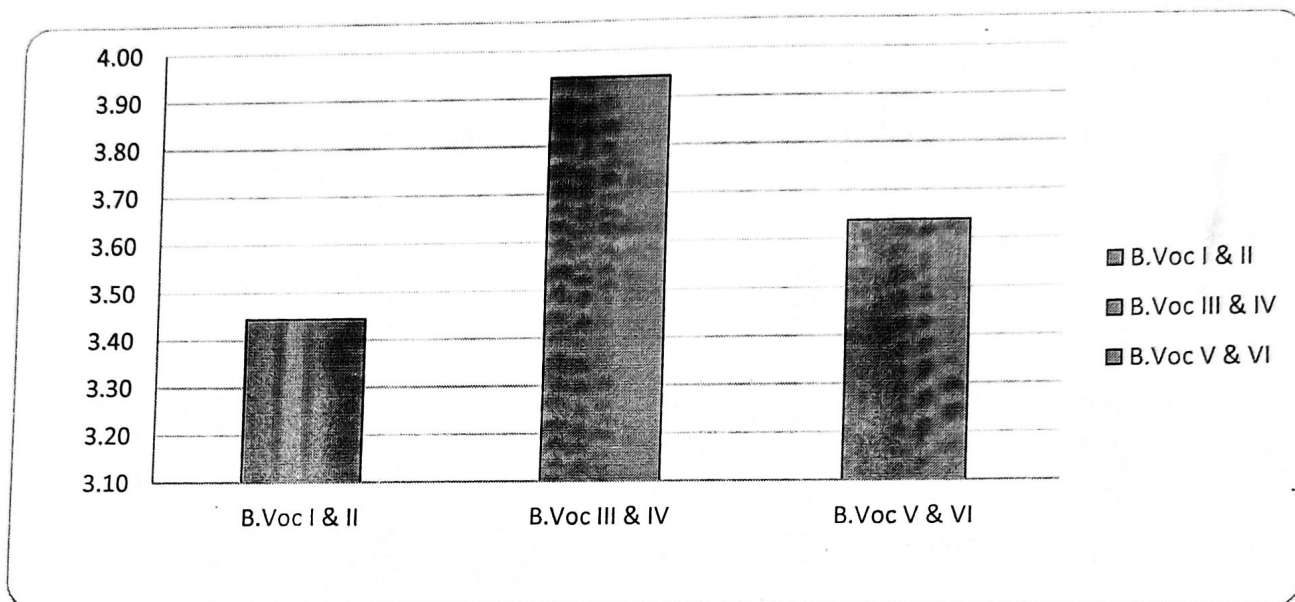 4.00
3.90
3.80
3.70
3.60
3.50
3.40
3.30
3.20
3.10
B.Voc I & II
B.Voc III & IV
B.Voc V & VI
B.Voc I & II
B.Voc III & IV
B.Voc V & VI